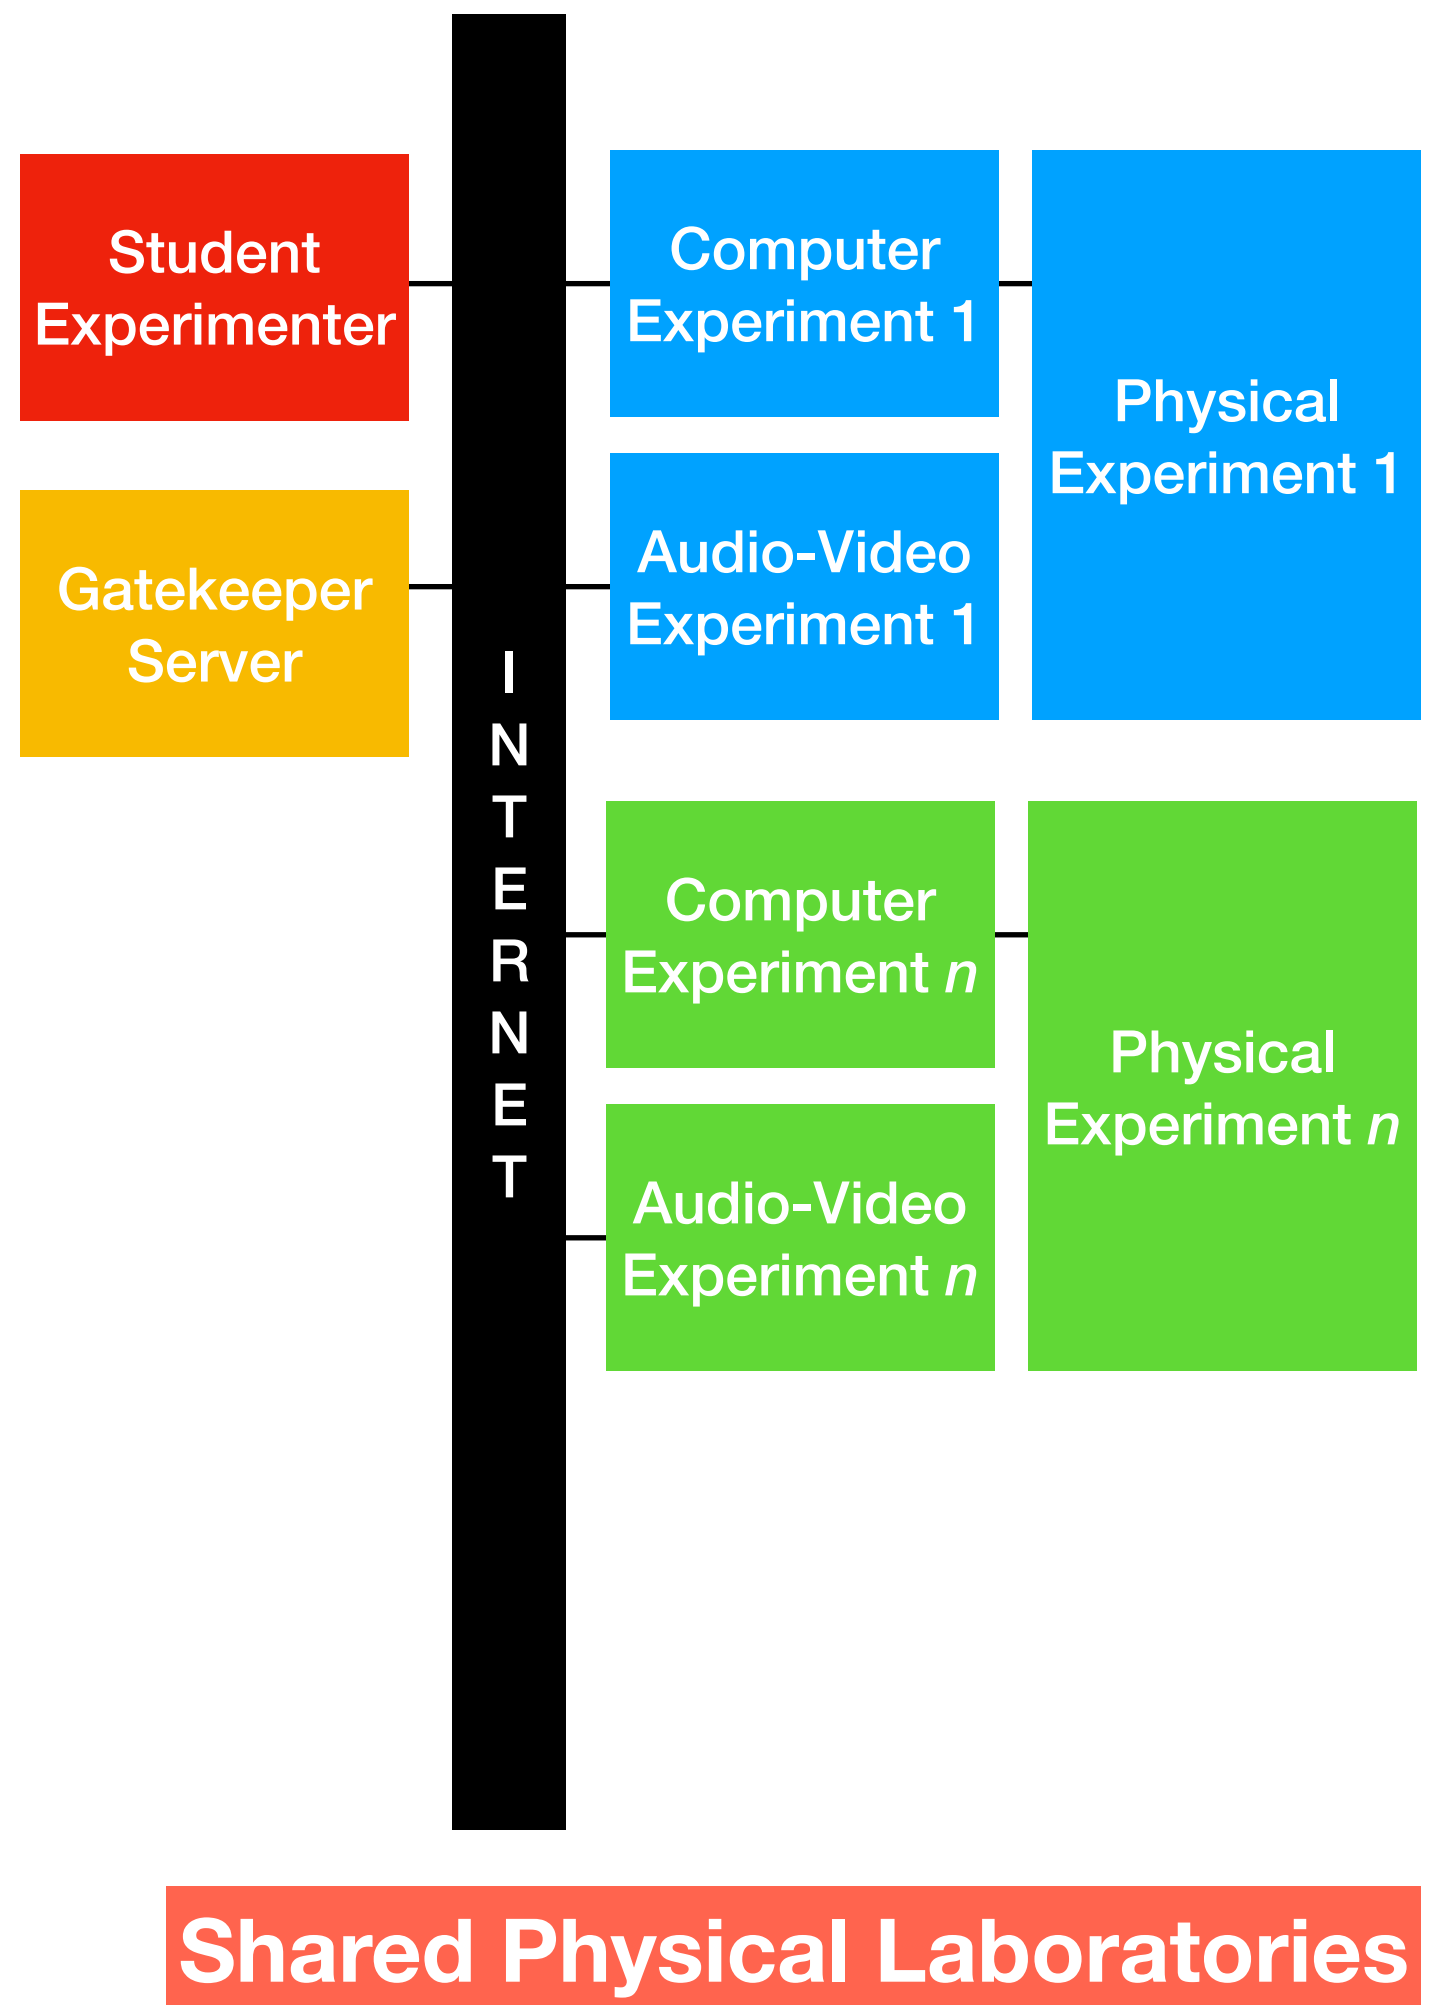 Student
Experimenter
Gatekeeper
Server
I
N
T
E
R
N
E
T
Computer
Experiment 1
Physical
Experiment 1
Audio-Video
Experiment 1
Computer
Experiment n
Physical
Experiment n
Audio-Video
Experiment n
Shared Physical Laboratories